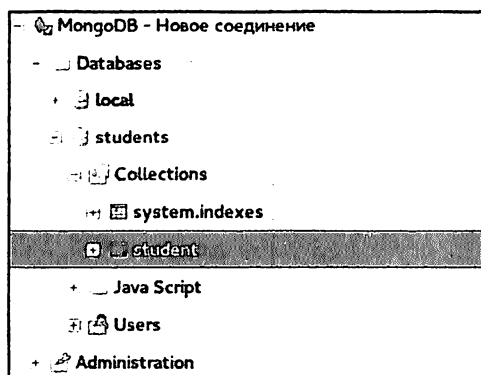 MongoDB - Новое соединение
Databases
local
students
Collections
system.indexes
student
Java Script
Users
Administration